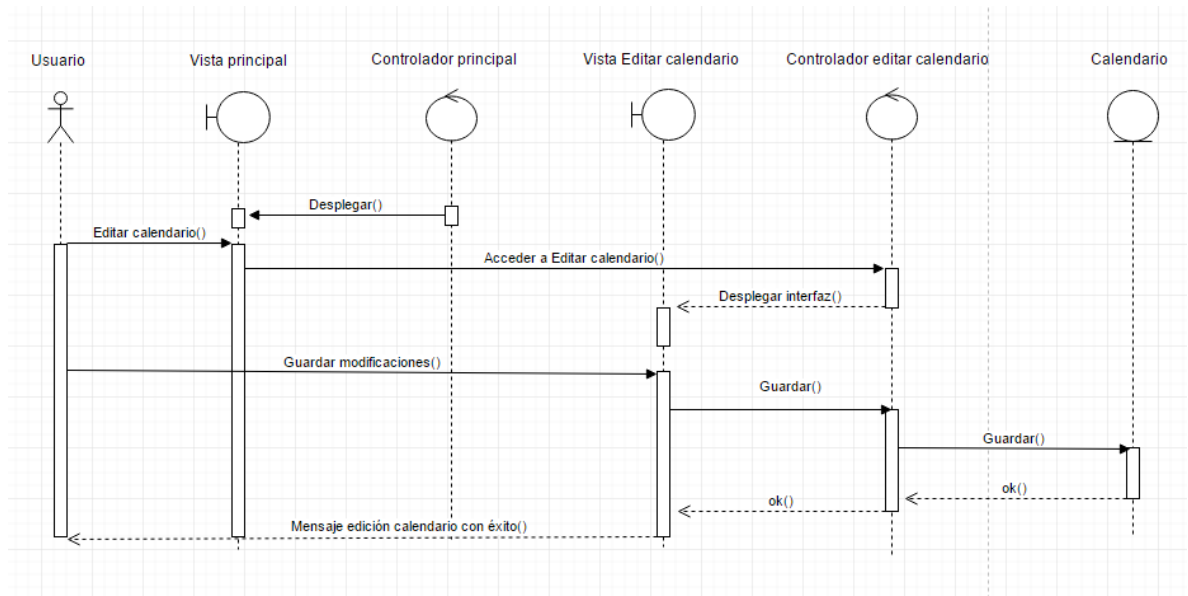 Usuario
Vista principal
Controlador principal
Vista Editar calendario
Controlador editar calendario
Calendario
Desplegar()
Editar calendario()
Acceder a Editar calendario()
Desplegar interfaz()
Guardar modificaciones()
Guardar()
Guardar()
ok()
ok()
Mensaje edición calendario con éxito()